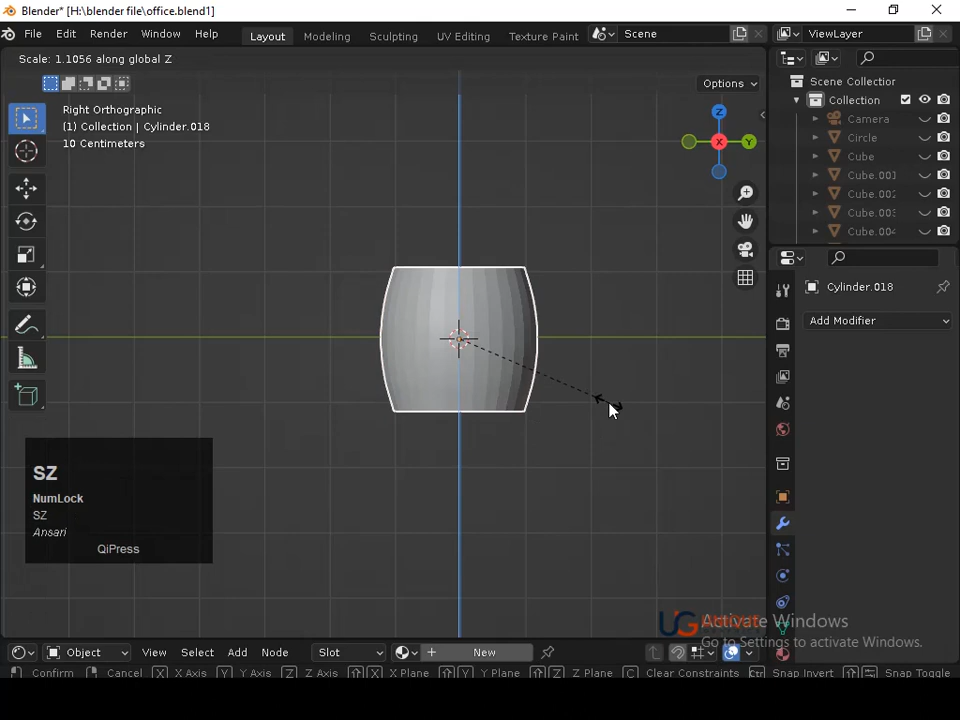 Blender* [H:\blender file\office.blend1]
File Edit Render Window Help Layout Modeling Sculpting UV Editing Texture Paint Scene ViewLayer
Scale: 1.1056 along global Z
Options
Right Orthographic
(1) Collection | Cylinder.018
10 Centimeters
Z
X
Y
Scene Collection
Collection
Camera
Circle
Cube
Cube.001
Cube.002
Cube.003
Cube.004
Cylinder.018
Add Modifier
SZ
NumLock
SZ
Ansari
QiPress
Activate Windows
Go to Settings to activate Windows.
Object View Select Add Node Slot New
Confirm Cancel X X Axis Y Y Axis Z Z Axis X X Plane Y Y Plane Z Z Plane C Clear Constraints Ctrl Snap Invert Snap Toggle